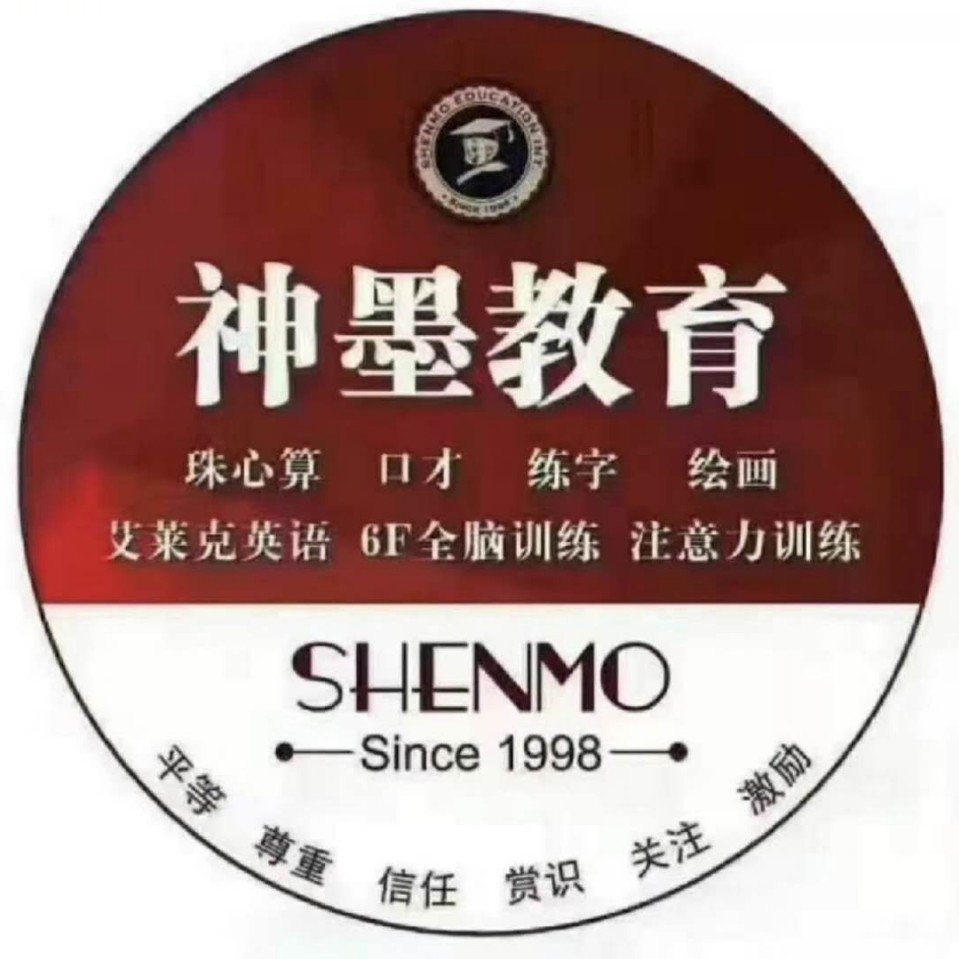 SHENMO EDUCATION INT.
Since 1998
神墨教育
珠心算 口才 练字 绘画
艾莱克英语 6F全脑训练 注意力训练
SHENMO
Since 1998
平等 尊重 信任 赏识 关注 激励